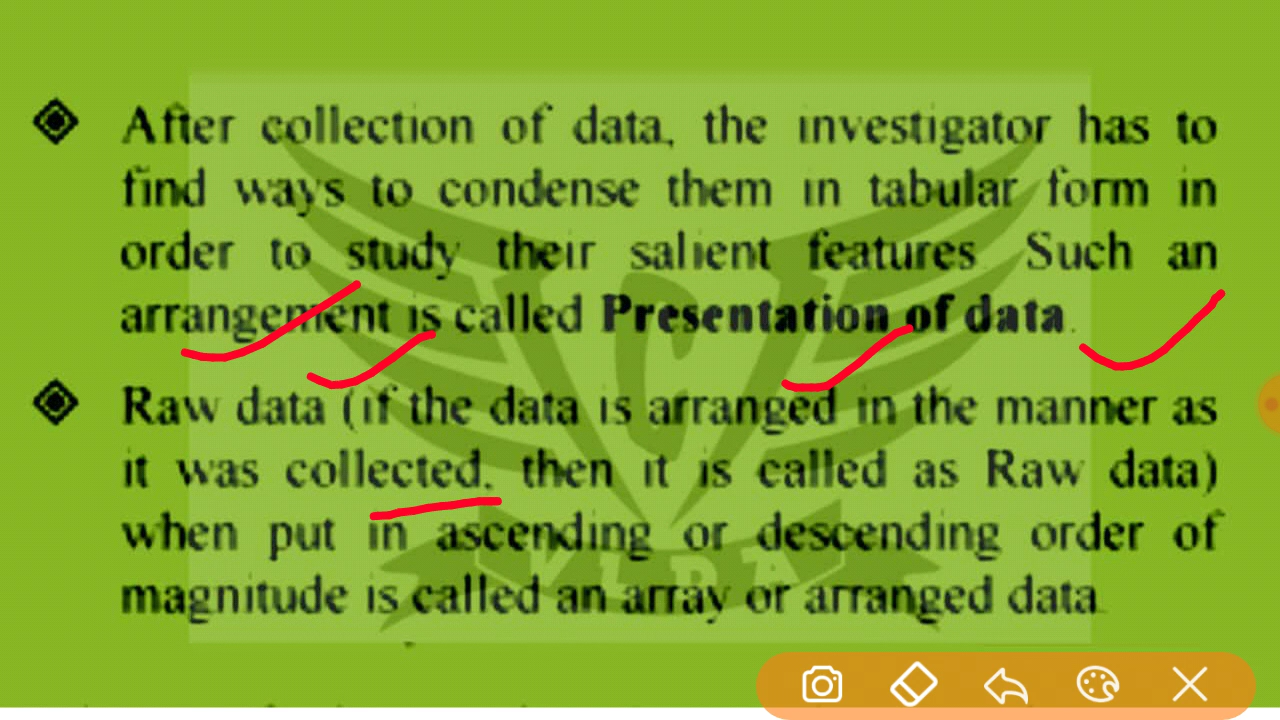 After collection of data, the investigator has to
find ways to condense them in tabular form in
order to study their salient features. Such an
arrangement is called Presentation of data.
Raw data (if the data is arranged in the manner as
it was collected, then it is called as Raw data)
when put in ascending or descending order of
magnitude is called an array or arranged data.